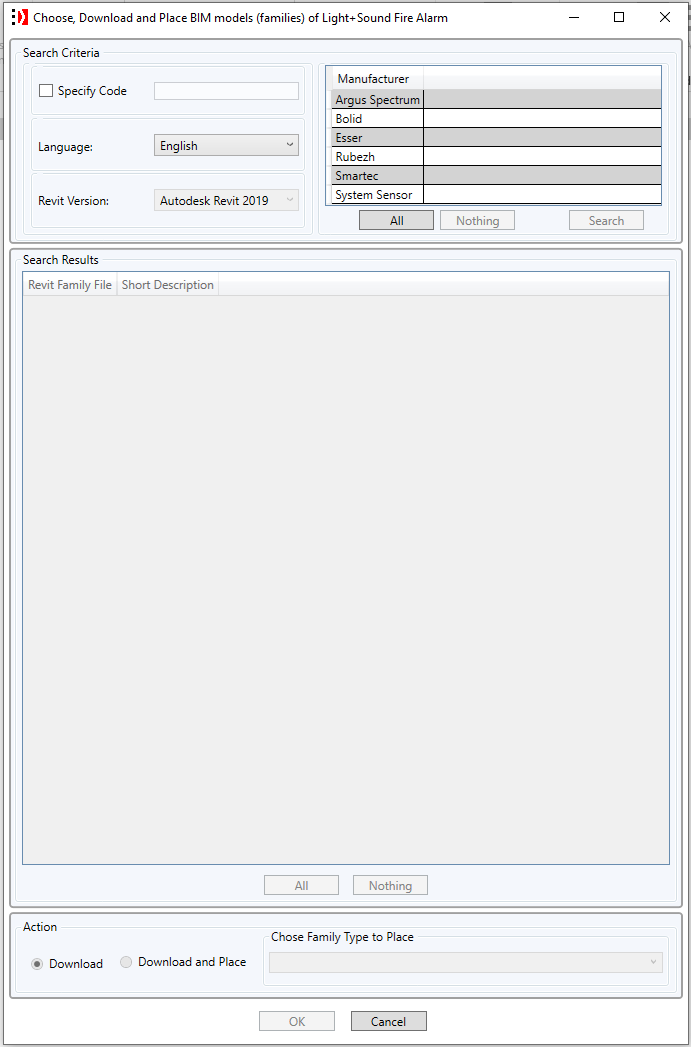 Choose, Download and Place BIM models (families) of Light+Sound Fire Alarm
Search Criteria
Specify Code
Language:
English
Revit Version:
Autodesk Revit 2019
Manufacturer
Argus Spectrum
Bolid
Esser
Rubezh
Smartec
System Sensor
All Nothing Search
Search Results
Revit Family File Short Description
All Nothing
Action
Download
Download and Place
Chose Family Type to Place
OK Cancel